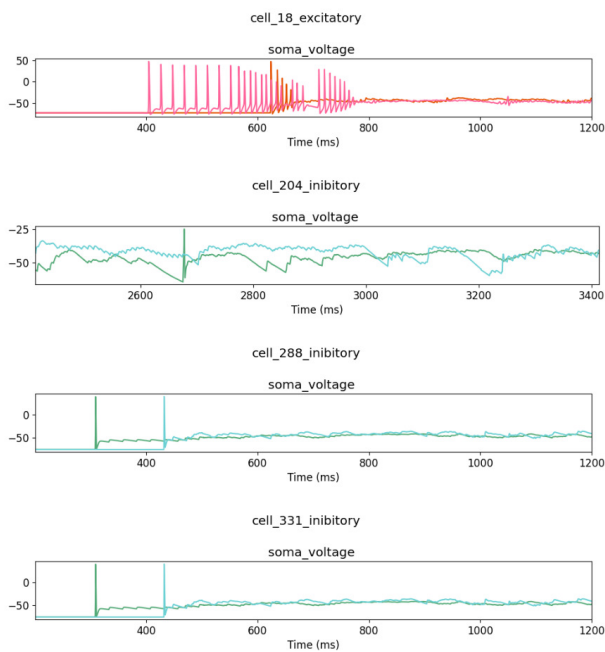 cell_18_excitatory
soma_voltage
50
0
−50
400
600
800
1000
1200
Time (ms)
cell_204_inibitory
soma_voltage
−25
−50
2600
2800
3000
3200
3400
Time (ms)
cell_288_inibitory
soma_voltage
0
−50
400
600
800
1000
1200
Time (ms)
cell_331_inibitory
soma_voltage
0
−50
400
600
800
1000
1200
Time (ms)